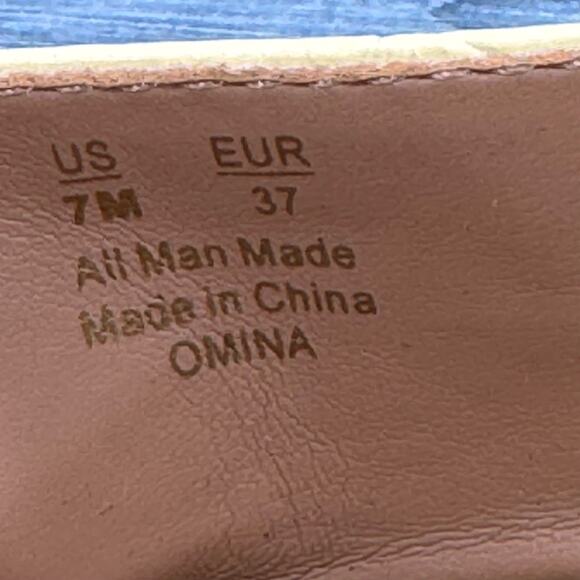 US EUR
7M 37
All Man Made
Made in China
OMINA